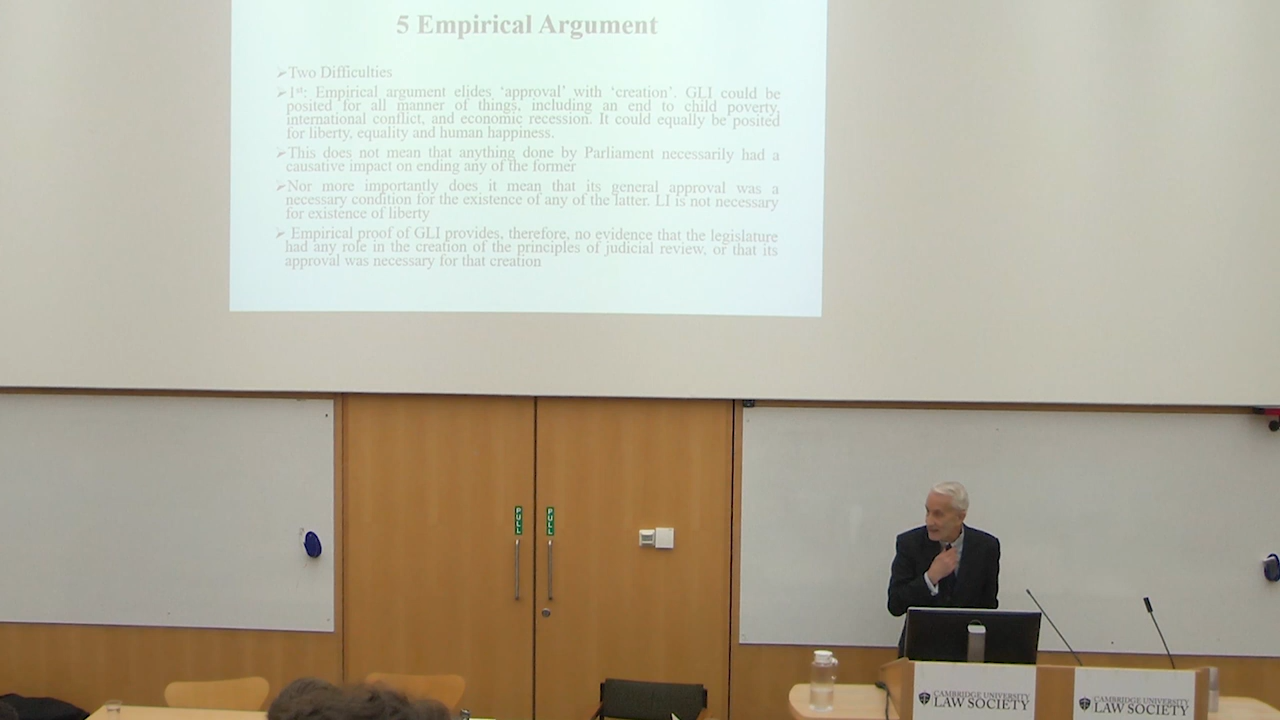 5 Empirical Argument
➢Two Difficulties
➢1st: Empirical argument elides ‘approval’ with ‘creation’. GLI could be
posited for all manner of things, including an end to child poverty,
international conflict, and economic recession. It could equally be posited
for liberty, equality and human happiness.
➢This does not mean that anything done by Parliament necessarily had a
causative impact on ending any of the former
➢Nor more importantly does it mean that its general approval was a
necessary condition for the existence of any of the latter. LI is not necessary
for existence of liberty
➢ Empirical proof of GLI provides, therefore, no evidence that the legislature
had any role in the creation of the principles of judicial review, or that its
approval was necessary for that creation
PULL
PULL
CAMBRIDGE UNIVERSITY
LAW SOCIETY
CAMBRIDGE UNIVERSITY
LAW SOCIETY